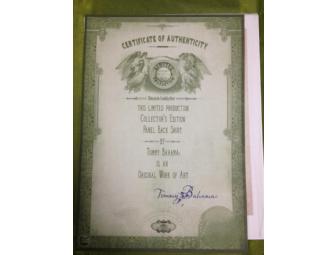 CERTIFICATE OF AUTHENTICITY
THIS LIMITED PRODUCTION
COLLECTOR'S EDITION
PANEL BACK SHIRT
BY
TOMMY BAHAMA
IS AN
ORIGINAL WORK OF ART
Tommy Bahama